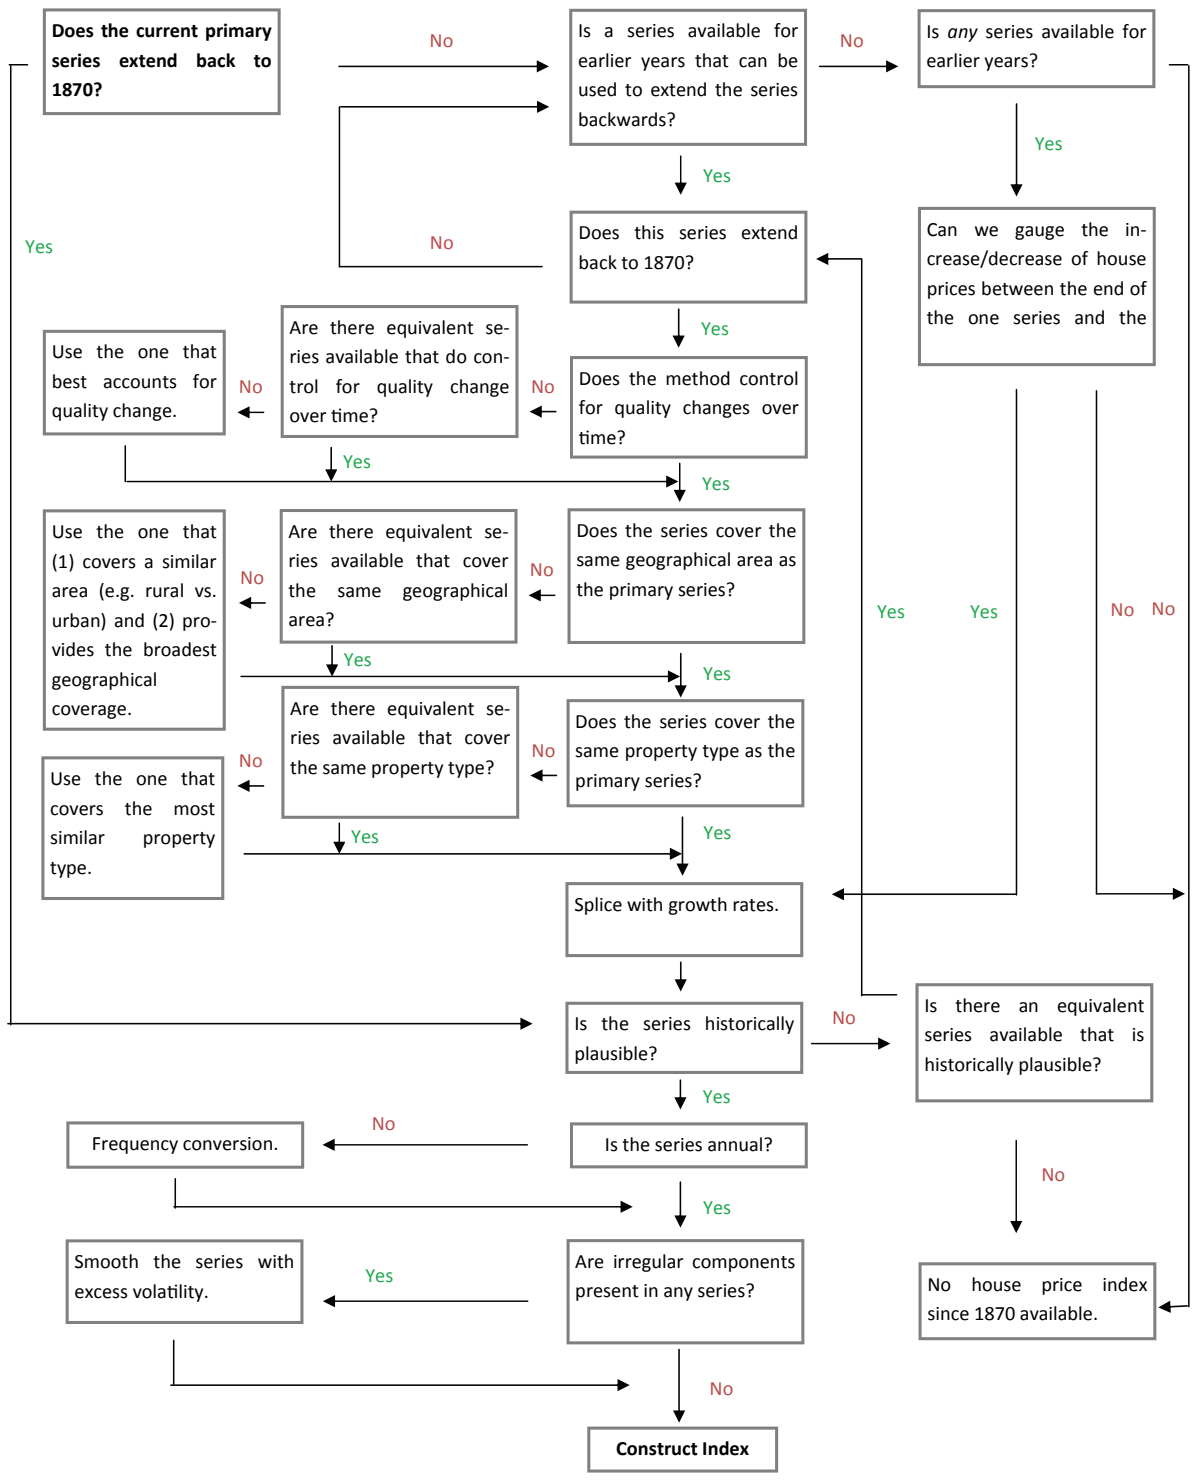 Does the current primary
series extend back to
1870?
No
Is a series available for
earlier years that can be
used to extend the series
backwards?
No
Is any series available for
earlier years?
Yes
Yes
Yes
Does this series extend
back to 1870?
No
Can we gauge the in-
crease/decrease of house
prices between the end of
the one series and the
Yes
Use the one that
best accounts for
quality change.
No
Are there equivalent se-
ries available that do con-
trol for quality change
over time?
No
Does the method control
for quality changes over
time?
Yes
Yes
Use the one that
(1) covers a similar
area (e.g. rural vs.
urban) and (2) pro-
vides the broadest
geographical
coverage.
No
Are there equivalent se-
ries available that cover
the same geographical
area?
No
Does the series cover the
same geographical area as
the primary series?
Yes
Yes
No
No
Yes
Yes
Use the one that
covers the most
similar property
type.
No
Are there equivalent se-
ries available that cover
the same property type?
No
Does the series cover the
same property type as the
primary series?
Yes
Yes
Splice with growth rates.
Is the series historically
plausible?
No
Is there an equivalent
series available that is
historically plausible?
Yes
Frequency conversion.
No
Is the series annual?
No
Yes
Smooth the series with
excess volatility.
Yes
Are irregular components
present in any series?
No house price index
since 1870 available.
No
Construct Index